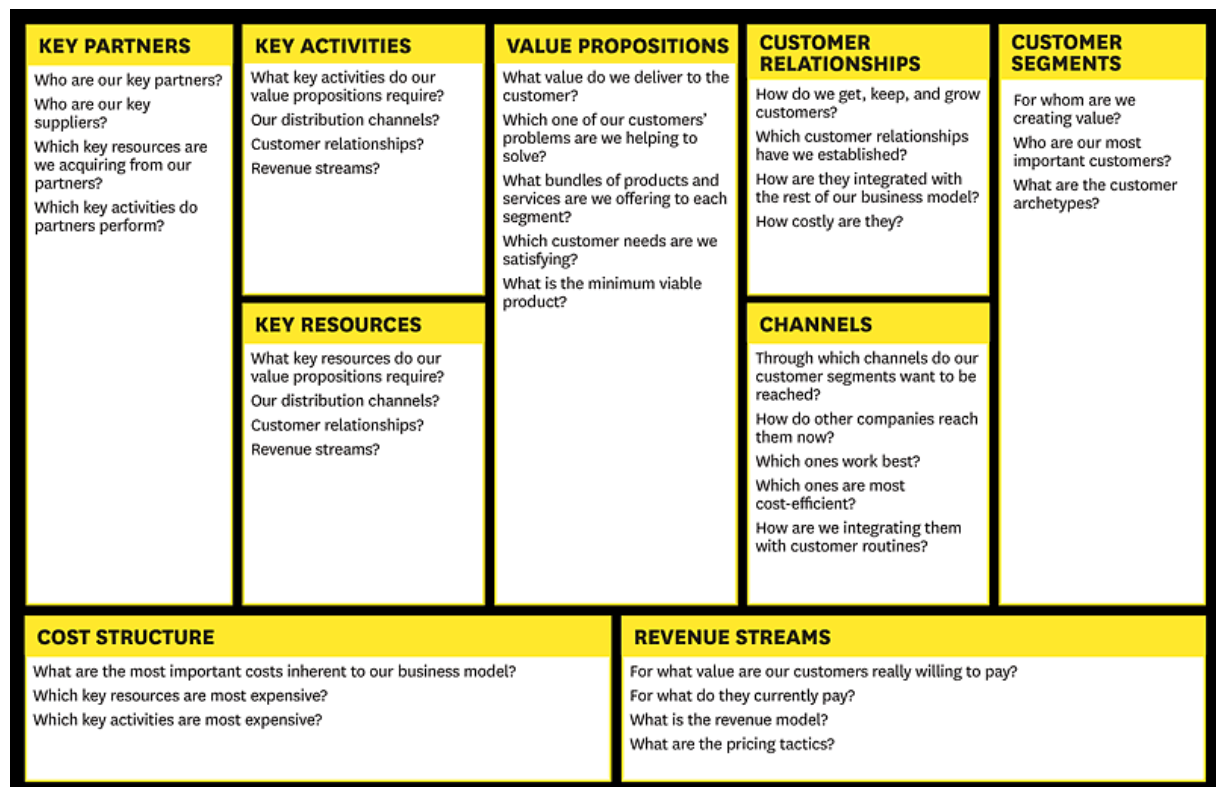 KEY PARTNERS
Who are our key partners?
Who are our key
suppliers?
Which key resources are
we acquiring from our
partners?
Which key activities do
partners perform?
KEY ACTIVITIES
What key activities do our
value propositions require?
Our distribution channels?
Customer relationships?
Revenue streams?
KEY RESOURCES
What key resources do our
value propositions require?
Our distribution channels?
Customer relationships?
Revenue streams?
VALUE PROPOSITIONS
What value do we deliver to the
customer?
Which one of our customers’
problems are we helping to
solve?
What bundles of products and
services are we offering to each
segment?
Which customer needs are we
satisfying?
What is the minimum viable
product?
CUSTOMER
RELATIONSHIPS
How do we get, keep, and grow
customers?
Which customer relationships
have we established?
How are they integrated with
the rest of our business model?
How costly are they?
CHANNELS
Through which channels do our
customer segments want to be
reached?
How do other companies reach
them now?
Which ones work best?
Which ones are most
cost-efficient?
How are we integrating them
with customer routines?
CUSTOMER
SEGMENTS
For whom are we
creating value?
Who are our most
important customers?
What are the customer
archetypes?
COST STRUCTURE
What are the most important costs inherent to our business model?
Which key resources are most expensive?
Which key activities are most expensive?
REVENUE STREAMS
For what value are our customers really willing to pay?
For what do they currently pay?
What is the revenue model?
What are the pricing tactics?